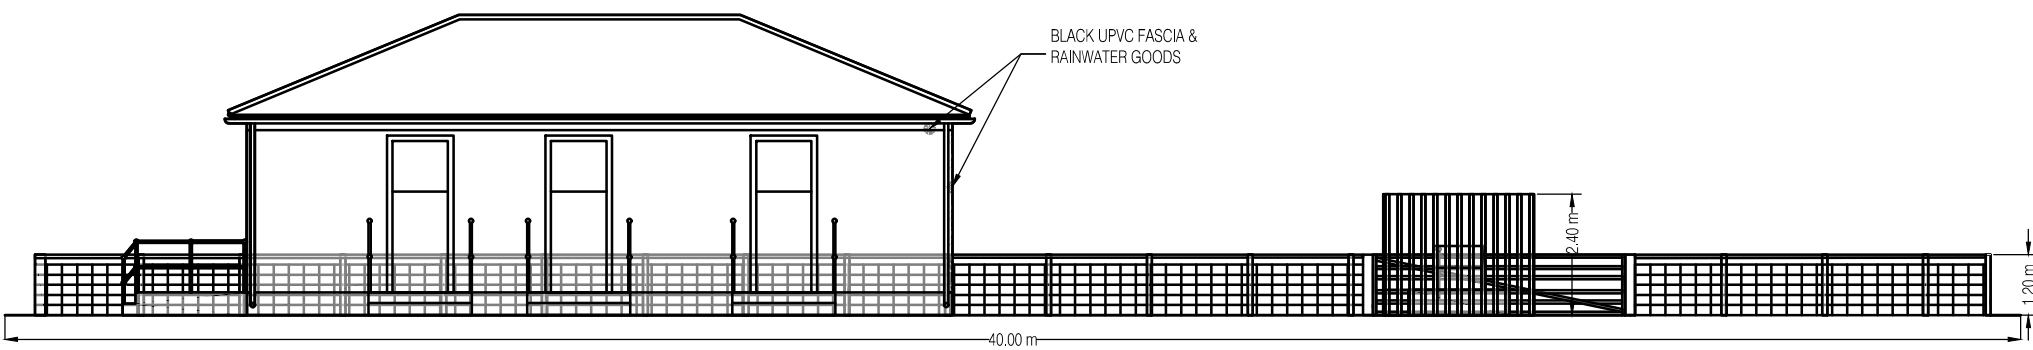 BLACK UPVC FASCIA &
RAINWATER GOODS
2.40 m
1.20 m
40.00 m